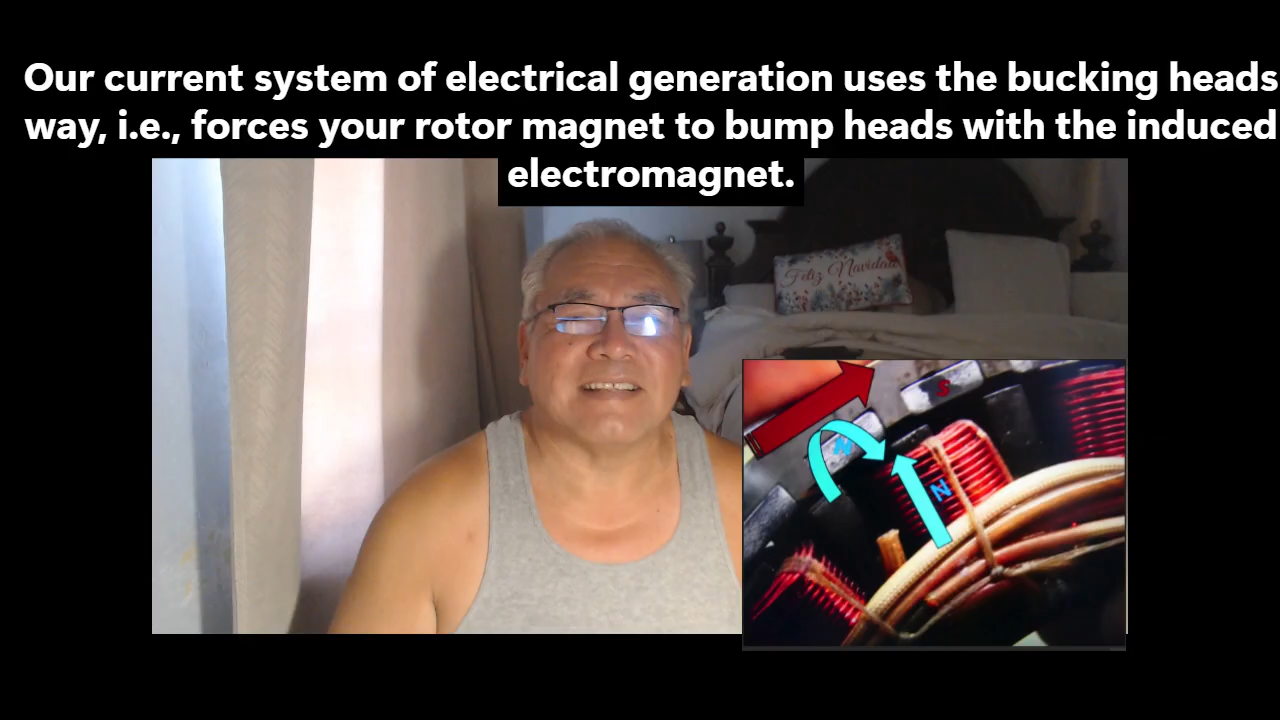 Our current system of electrical generation uses the bucking heads
way, i.e., forces your rotor magnet to bump heads with the induced
electromagnet.
Feliz Navidad
S
N
N